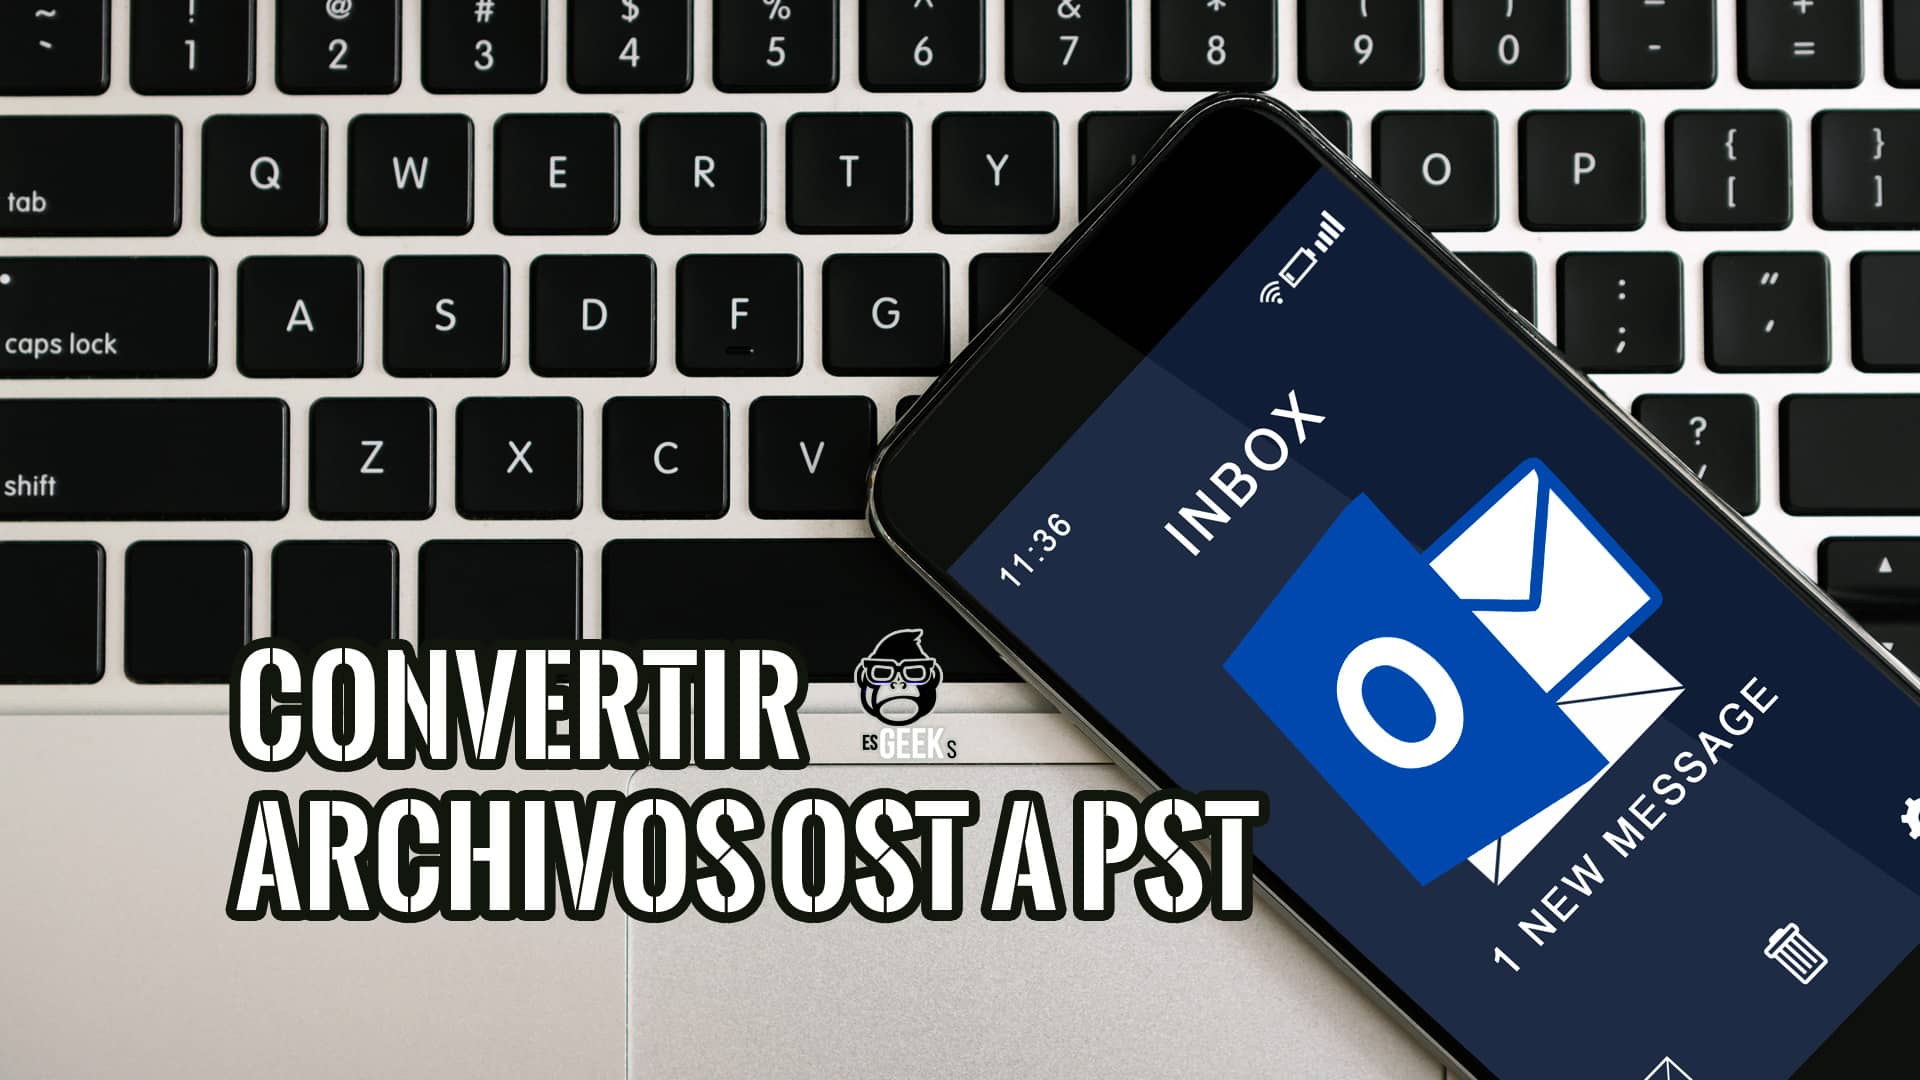 ~ ! @ # $ % ^ & * ( ) - +
` 1 2 3 4 5 6 7 8 9 0 - =
tab Q W E R T Y O P { [ } ]
caps lock A S D F G : ; " '
shift Z X C V ?
11:36
INBOX
O
1 NEW MESSAGE
CONVERTIR
ARCHIVOS OST A PST
ES GEEK S